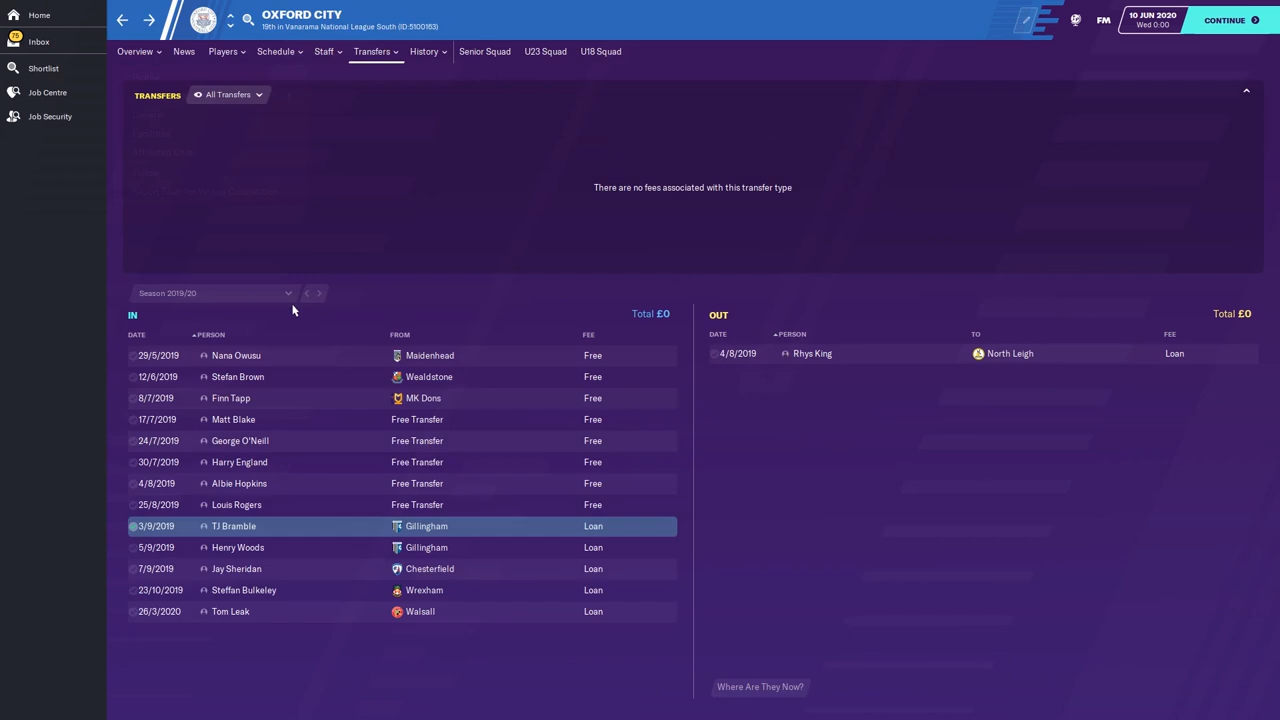 Home
75
Inbox
Shortlist
Job Centre
Job Security
OXFORD CITY
19th in Vanarama National League South (ID:5100163)
FM
10 JUN 2020
Wed 0:00
CONTINUE
Overview News Players Schedule Staff Transfers History Senior Squad U23 Squad U18 Squad
TRANSFERS All Transfers
There are no fees associated with this transfer type
Season 2019/20
IN Total £0
DATE PERSON FROM FEE
29/5/2019 Nana Owusu Maidenhead Free
12/6/2019 Stefan Brown Wealdstone Free
8/7/2019 Finn Tapp MK Dons Free
17/7/2019 Matt Blake Free Transfer Free
24/7/2019 George O'Neill Free Transfer Free
30/7/2019 Harry England Free Transfer Free
4/8/2019 Albie Hopkins Free Transfer Free
25/8/2019 Louis Rogers Free Transfer Free
3/9/2019 TJ Bramble Gillingham Loan
5/9/2019 Henry Woods Gillingham Loan
7/9/2019 Jay Sheridan Chesterfield Loan
23/10/2019 Steffan Bulkeley Wrexham Loan
26/3/2020 Tom Leak Walsall Loan
OUT Total £0
DATE PERSON TO FEE
4/8/2019 Rhys King North Leigh Loan
Where Are They Now?